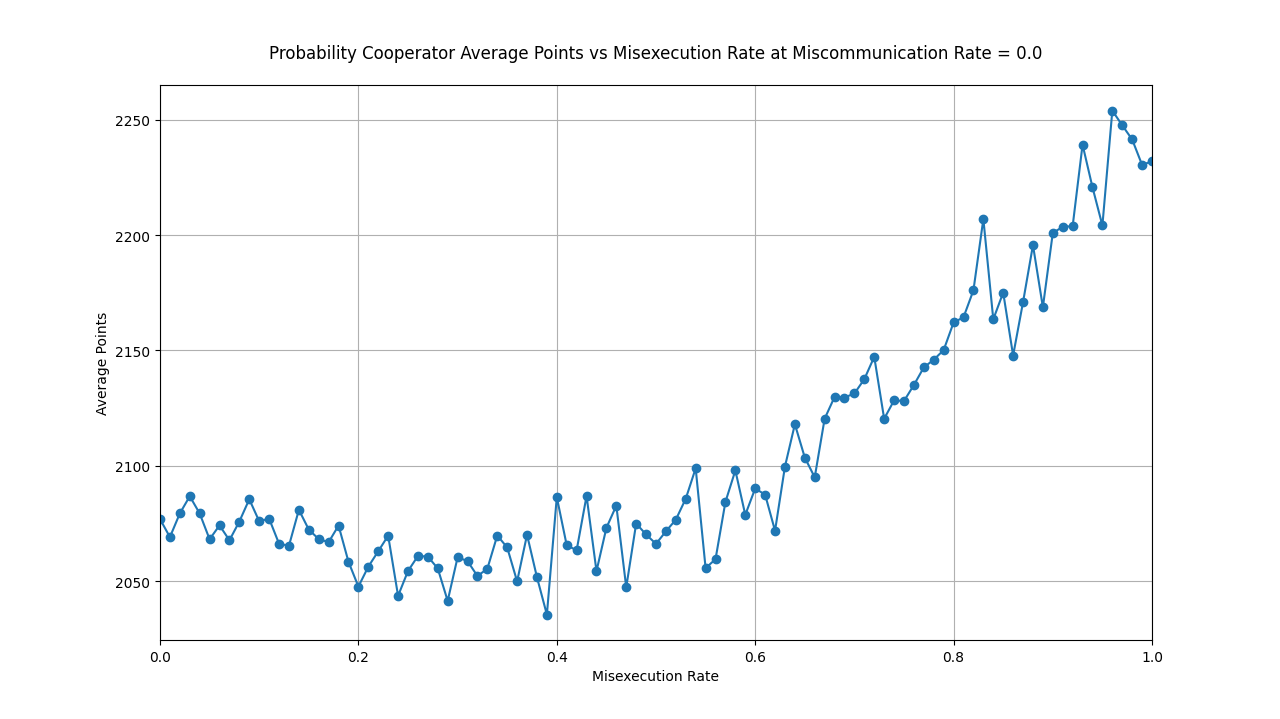 Probability Cooperator Average Points vs Misexecution Rate at Miscommunication Rate = 0.0
2250
2200
2150
2100
2050
Average Points
0.0 0.2 0.4 0.6 0.8 1.0
Misexecution Rate